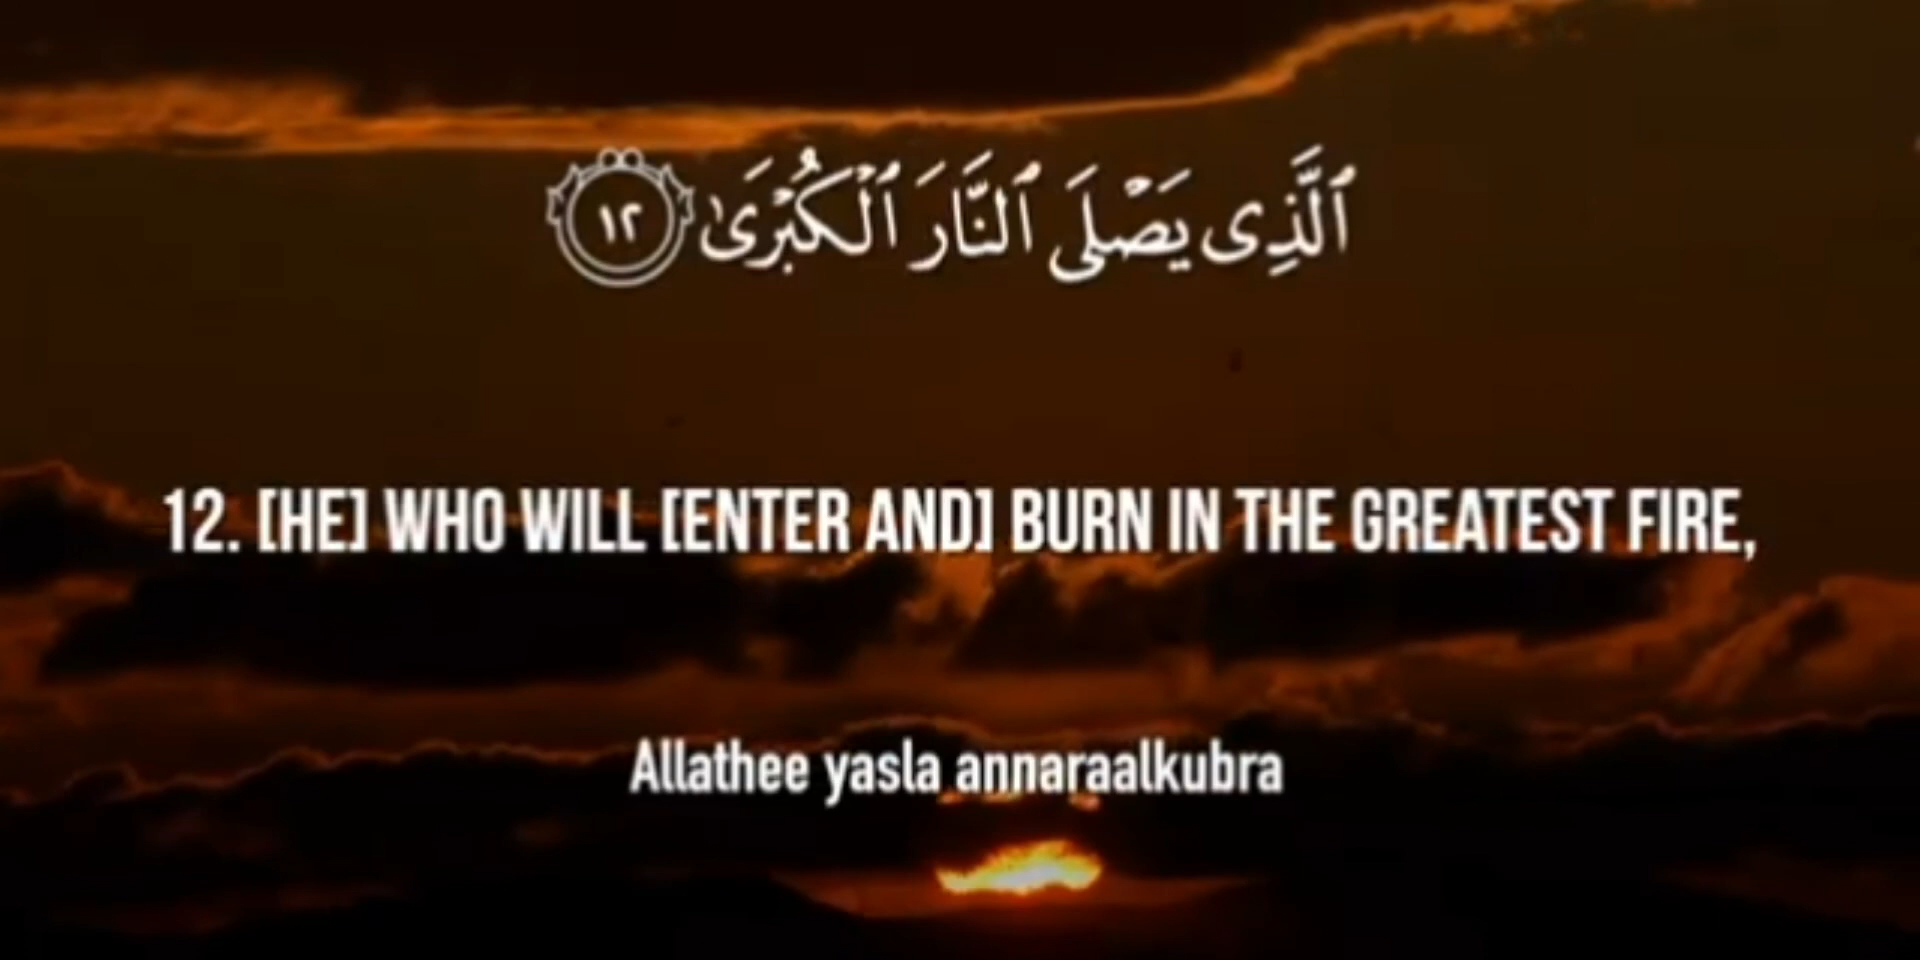 ٱلَّذِى يَصْلَى ٱلنَّارَ ٱلْكُبْرَىٰ ١٢
12. [HE] WHO WILL [ENTER AND] BURN IN THE GREATEST FIRE,
Allathee yasla annaraalkubra